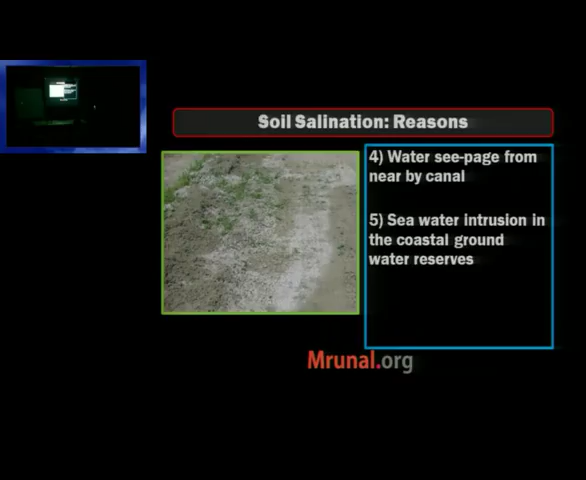 Soil Salination: Reasons
4) Water see-page from
near by canal
5) Sea water intrusion in
the coastal ground
water reserves
Mrunal.org